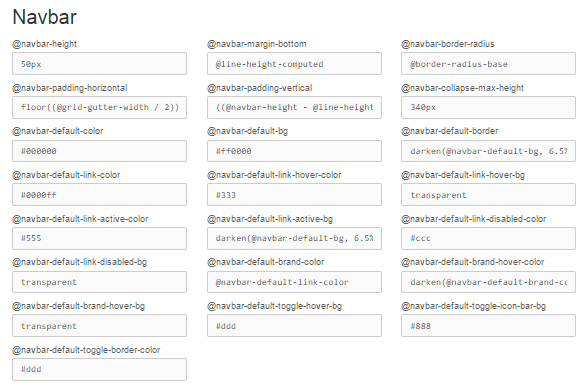 Navbar
@navbar-height
@navbar-margin-bottom
@navbar-border-radius
50px
@line-height-computed
@border-radius-base
@navbar-padding-horizontal
@navbar-padding-vertical
@navbar-collapse-max-height
floor((@grid-gutter-width / 2))
((@navbar-height - @line-height
340px
@navbar-default-color
@navbar-default-bg
@navbar-default-border
#000000
#ff0000
darken(@navbar-default-bg, 6.5%
@navbar-default-link-color
@navbar-default-link-hover-color
@navbar-default-link-hover-bg
#0000ff
#333
transparent
@navbar-default-link-active-color
@navbar-default-link-active-bg
@navbar-default-link-disabled-color
#555
darken(@navbar-default-bg, 6.5%
#ccc
@navbar-default-link-disabled-bg
@navbar-default-brand-color
@navbar-default-brand-hover-color
transparent
@navbar-default-link-color
darken(@navbar-default-brand-co
@navbar-default-brand-hover-bg
@navbar-default-toggle-hover-bg
@navbar-default-toggle-icon-bar-bg
transparent
#ddd
#888
@navbar-default-toggle-border-color
#ddd